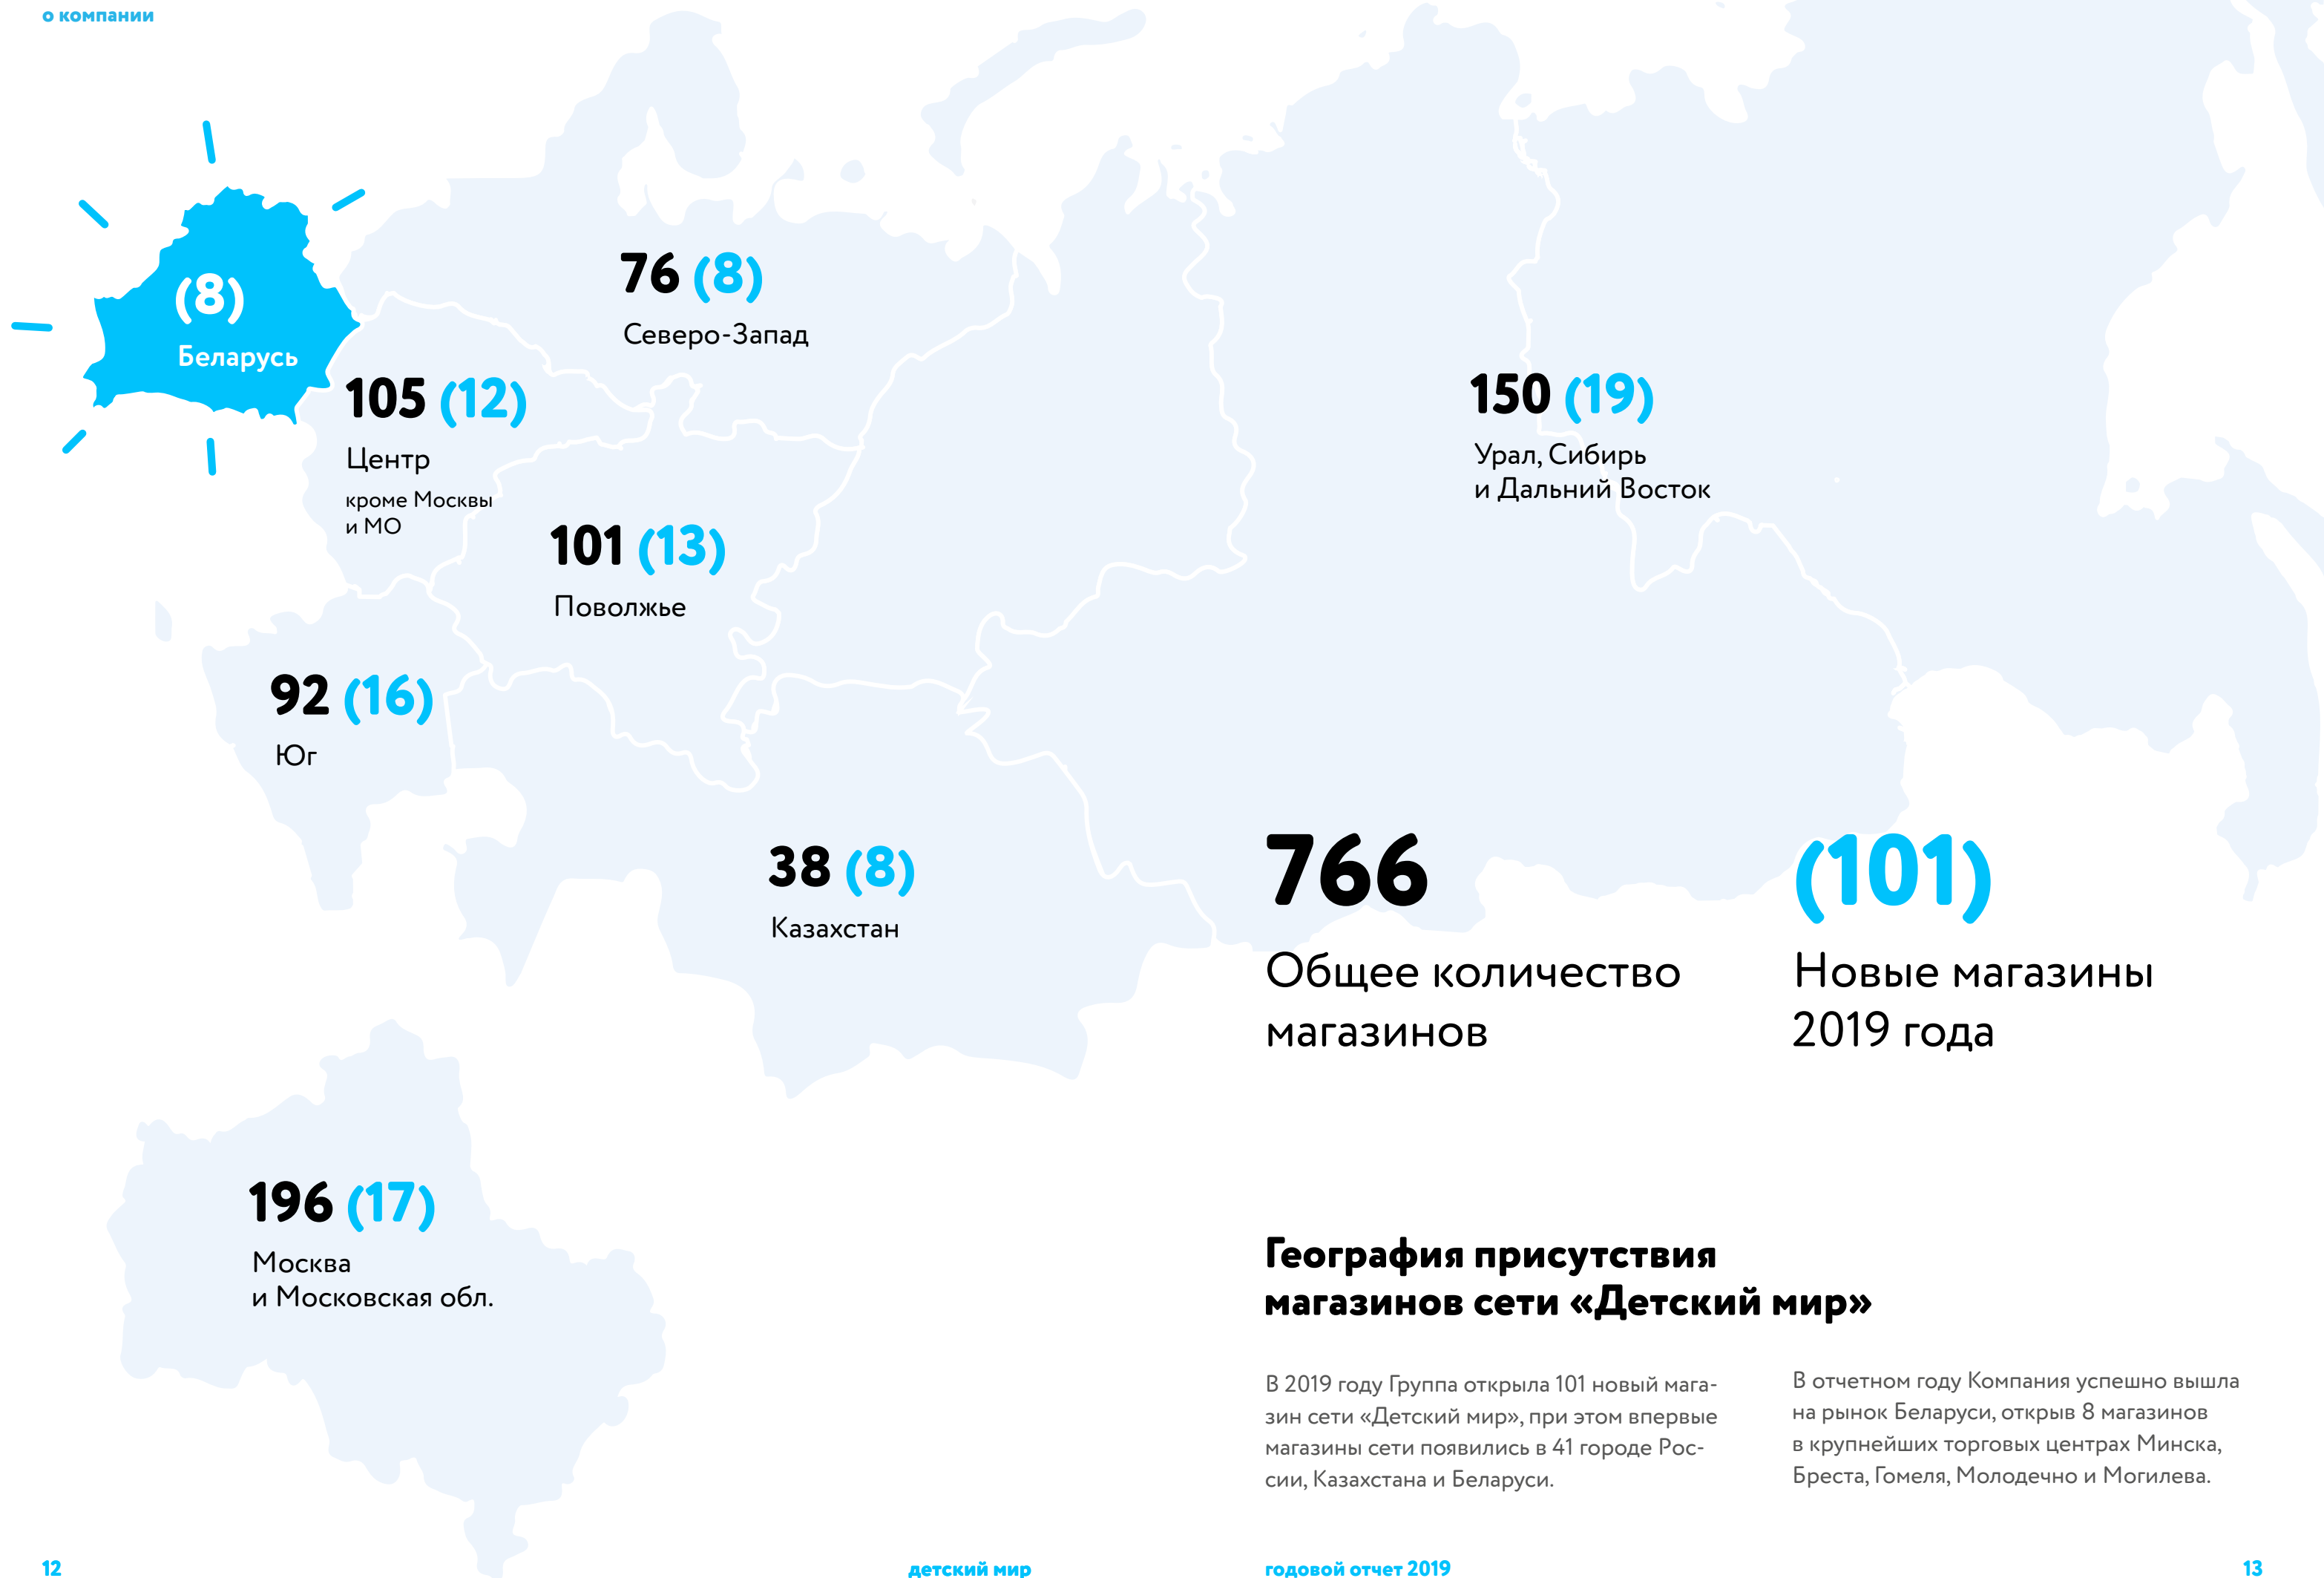 о компании
(8)
Беларусь
76 (8)
Северо-Запад
105 (12)
Центр
кроме Москвы
и МО
150 (19)
Урал, Сибирь
и Дальний Восток
101 (13)
Поволжье
92 (16)
Юг
38 (8)
Казахстан
196 (17)
Москва
и Московская обл.
766
Общее количество
магазинов
(101)
Новые магазины
2019 года
География присутствия
магазинов сети «Детский мир»
В 2019 году Группа открыла 101 новый мага-
зин сети «Детский мир», при этом впервые
магазины сети появились в 41 городе Рос-
сии, Казахстана и Беларуси.
В отчетном году Компания успешно вышла
на рынок Беларуси, открыв 8 магазинов
в крупнейших торговых центрах Минска,
Бреста, Гомеля, Молодечно и Могилева.
12
детский мир
годовой отчет 2019
13